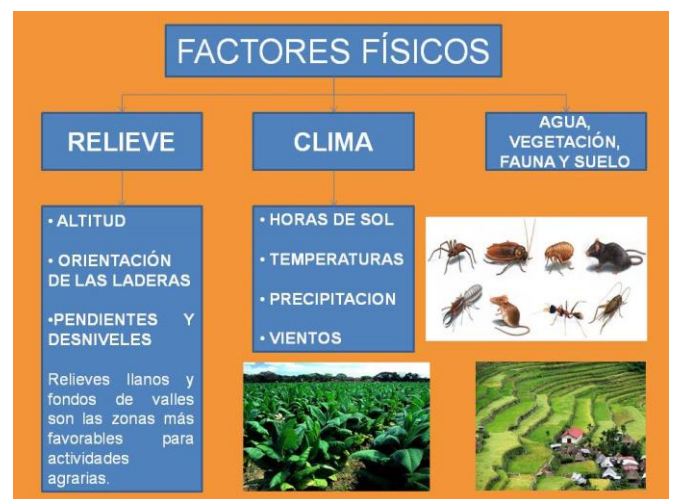 FACTORES FÍSICOS
RELIEVE
• ALTITUD
• ORIENTACIÓN
DE LAS LADERAS
•PENDIENTES Y
DESNIVELES
Relieves llanos y
fondos de valles
son las zonas más
favorables para
actividades
agrarias.
CLIMA
• HORAS DE SOL
• TEMPERATURAS
• PRECIPITACION
• VIENTOS
AGUA,
VEGETACIÓN,
FAUNA Y SUELO